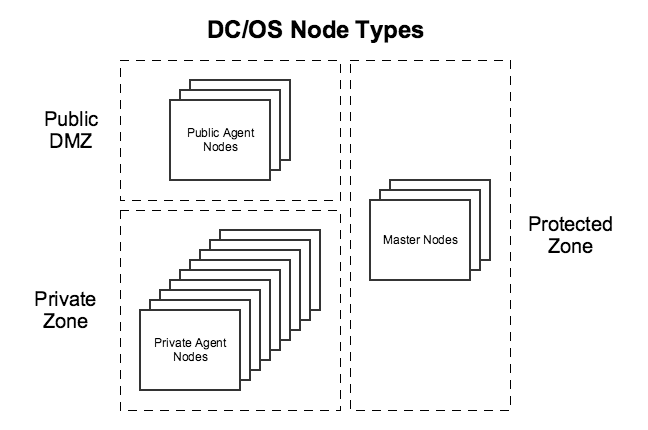 DC/OS Node Types
Public
DMZ
Public Agent
Nodes
Master Nodes
Protected
Zone
Private
Zone
Private Agent
Nodes